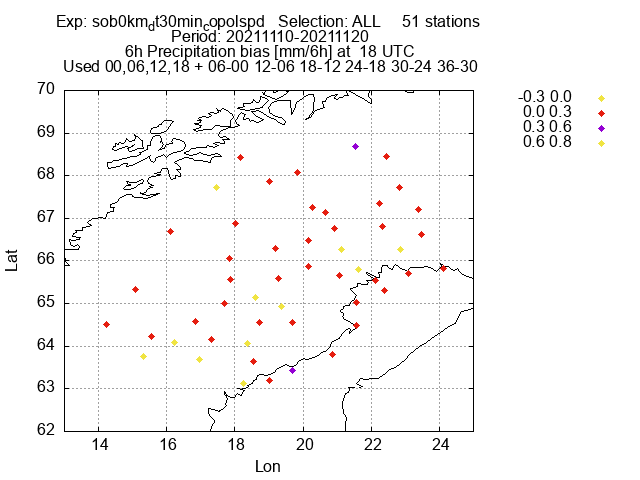 Exp: sob0km_dt30min_copolspd Selection: ALL 51 stations
Period: 20211110-20211120
6h Precipitation bias [mm/6h] at 18 UTC
Used 00,06,12,18 + 06-00 12-06 18-12 24-18 30-24 36-30
-0.3 0.0
0.0 0.3
0.3 0.6
0.6 0.8
70
69
68
67
66
65
64
63
62
Lat
14 16 18 20 22 24
Lon